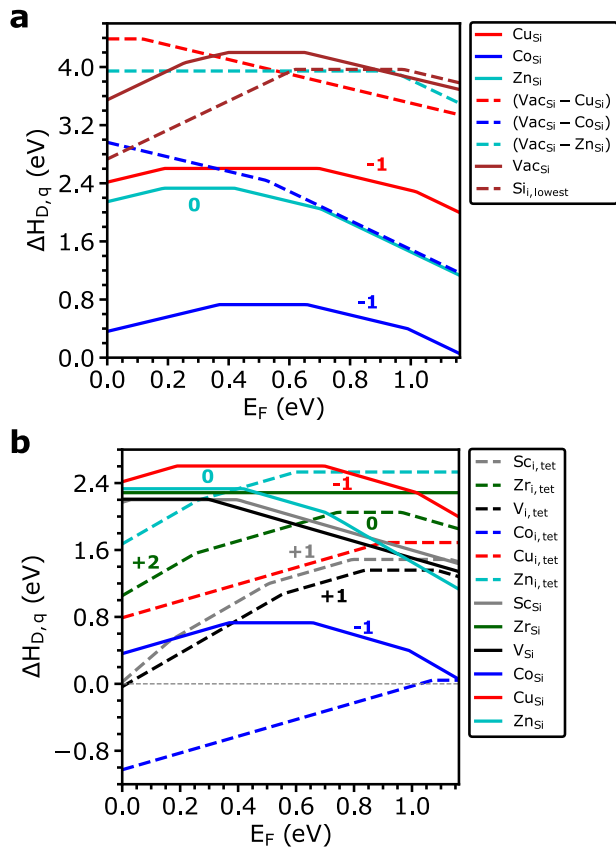 a
4.0
3.2
2.4
1.6
0.8
0.0
ΔH_D,q (eV)
-1
0
-1
0.0 0.2 0.4 0.6 0.8 1.0
E_F (eV)
Cu_Si
Co_Si
Zn_Si
(Vac_Si − Cu_Si)
(Vac_Si − Co_Si)
(Vac_Si − Zn_Si)
Vac_Si
Si_i,lowest
b
2.4
1.6
0.8
0.0
−0.8
ΔH_D,q (eV)
0
-1
0
+2
+1
+1
-1
0.0 0.2 0.4 0.6 0.8 1.0
E_F (eV)
Sc_i,tet
Zr_i,tet
V_i,tet
Co_i,tet
Cu_i,tet
Zn_i,tet
Sc_Si
Zr_Si
V_Si
Co_Si
Cu_Si
Zn_Si